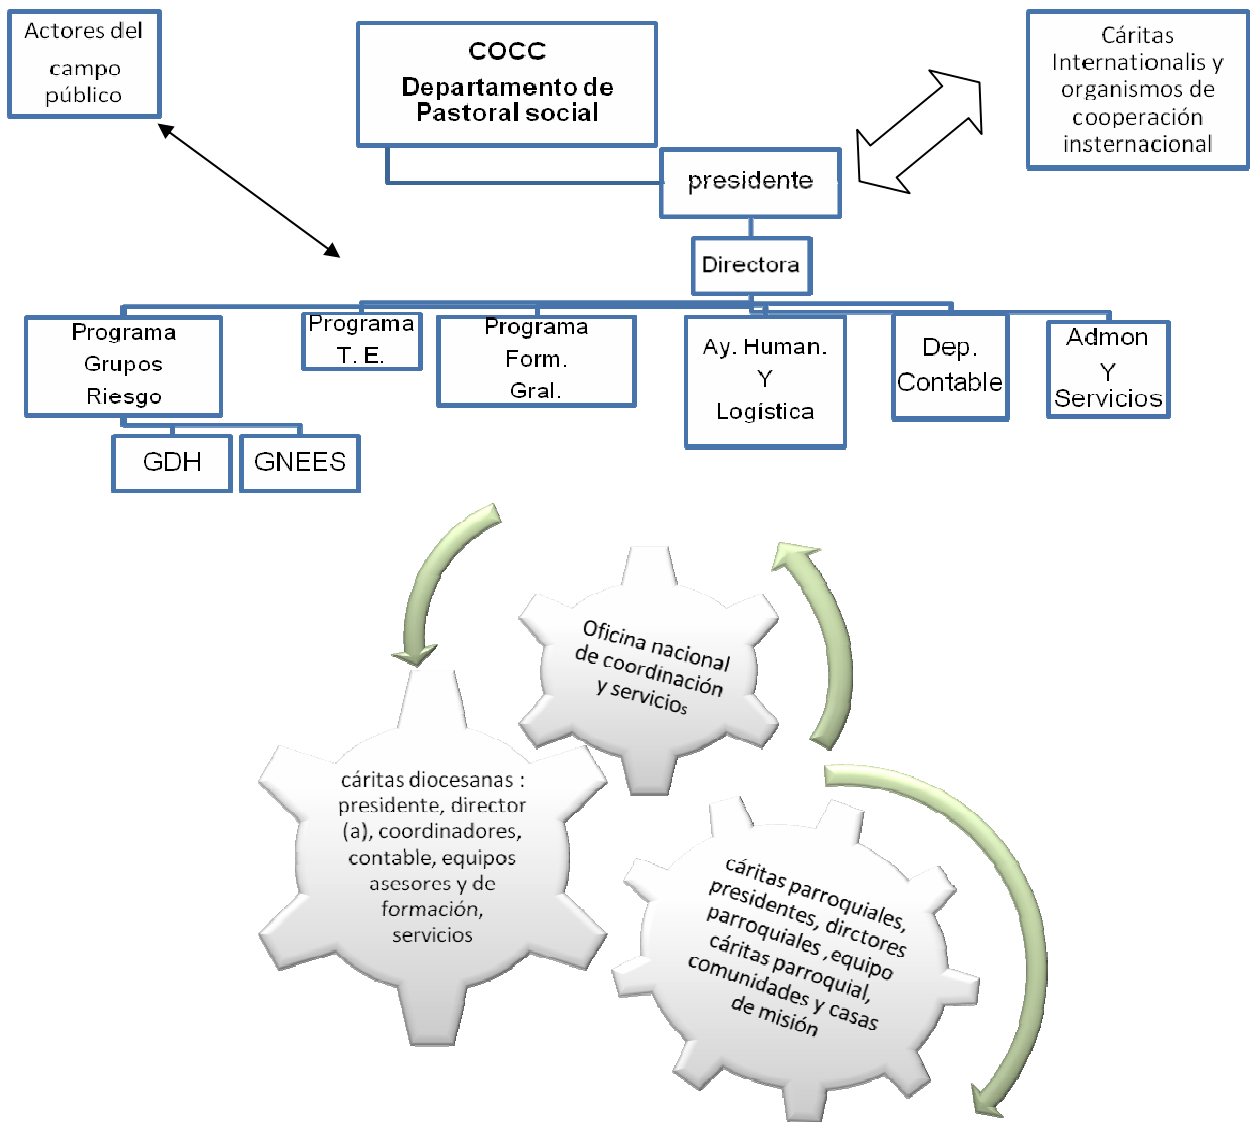 Actores del
campo
público
COCC
Departamento de
Pastoral social
Cáritas
Internationalis y
organismos de
cooperación
insternacional
presidente
Directora
Programa
Grupos
Riesgo
Programa
T. E.
Programa
Form.
Gral.
Ay. Human.
Y
Logística
Dep.
Contable
Admon
Y
Servicios
GDH
GNEES
Oficina nacional
de coordinación
y servicios
cáritas diocesanas :
presidente, director
(a), coordinadores,
contable, equipos
asesores y de
formación,
servicios
cáritas parroquiales,
presidentes, dirctores
parroquiales , equipo
cáritas parroquial,
comunidades y casas
de misión